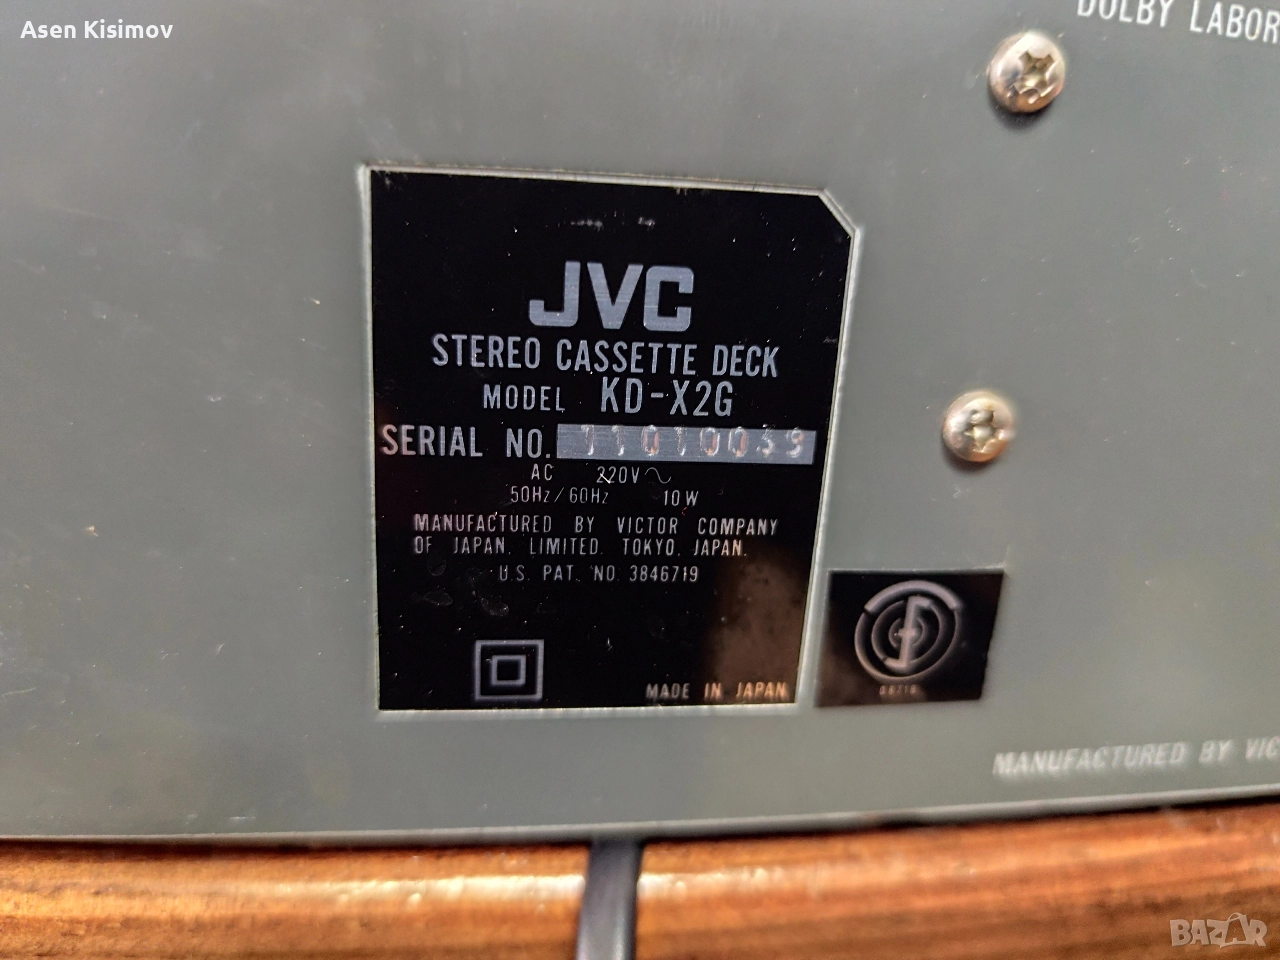 Asen Kisimov
DOLBY LABOR
JVC
STEREO CASSETTE DECK
MODEL KD-X2G
SERIAL NO. 11010039
AC 220V~
50Hz/60Hz 10W
MANUFACTURED BY VICTOR COMPANY
OF JAPAN, LIMITED. TOKYO, JAPAN.
U.S. PAT. NO. 3846719
MADE IN JAPAN
MANUFACTURED BY VIC
BAZAR